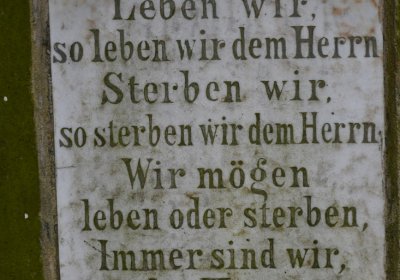 Leben wir,
so leben wir dem Herrn
Sterben wir,
so sterben wir dem Herrn,
Wir mögen
leben oder sterben,
Immer sind wir,